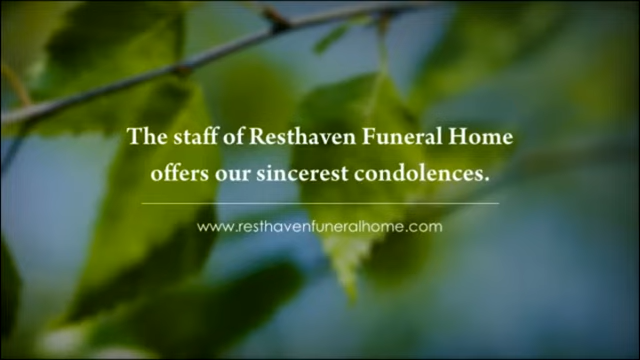 The staff of Resthaven Funeral Home
offers our sincerest condolences.
www.resthavenfuneralhome.com